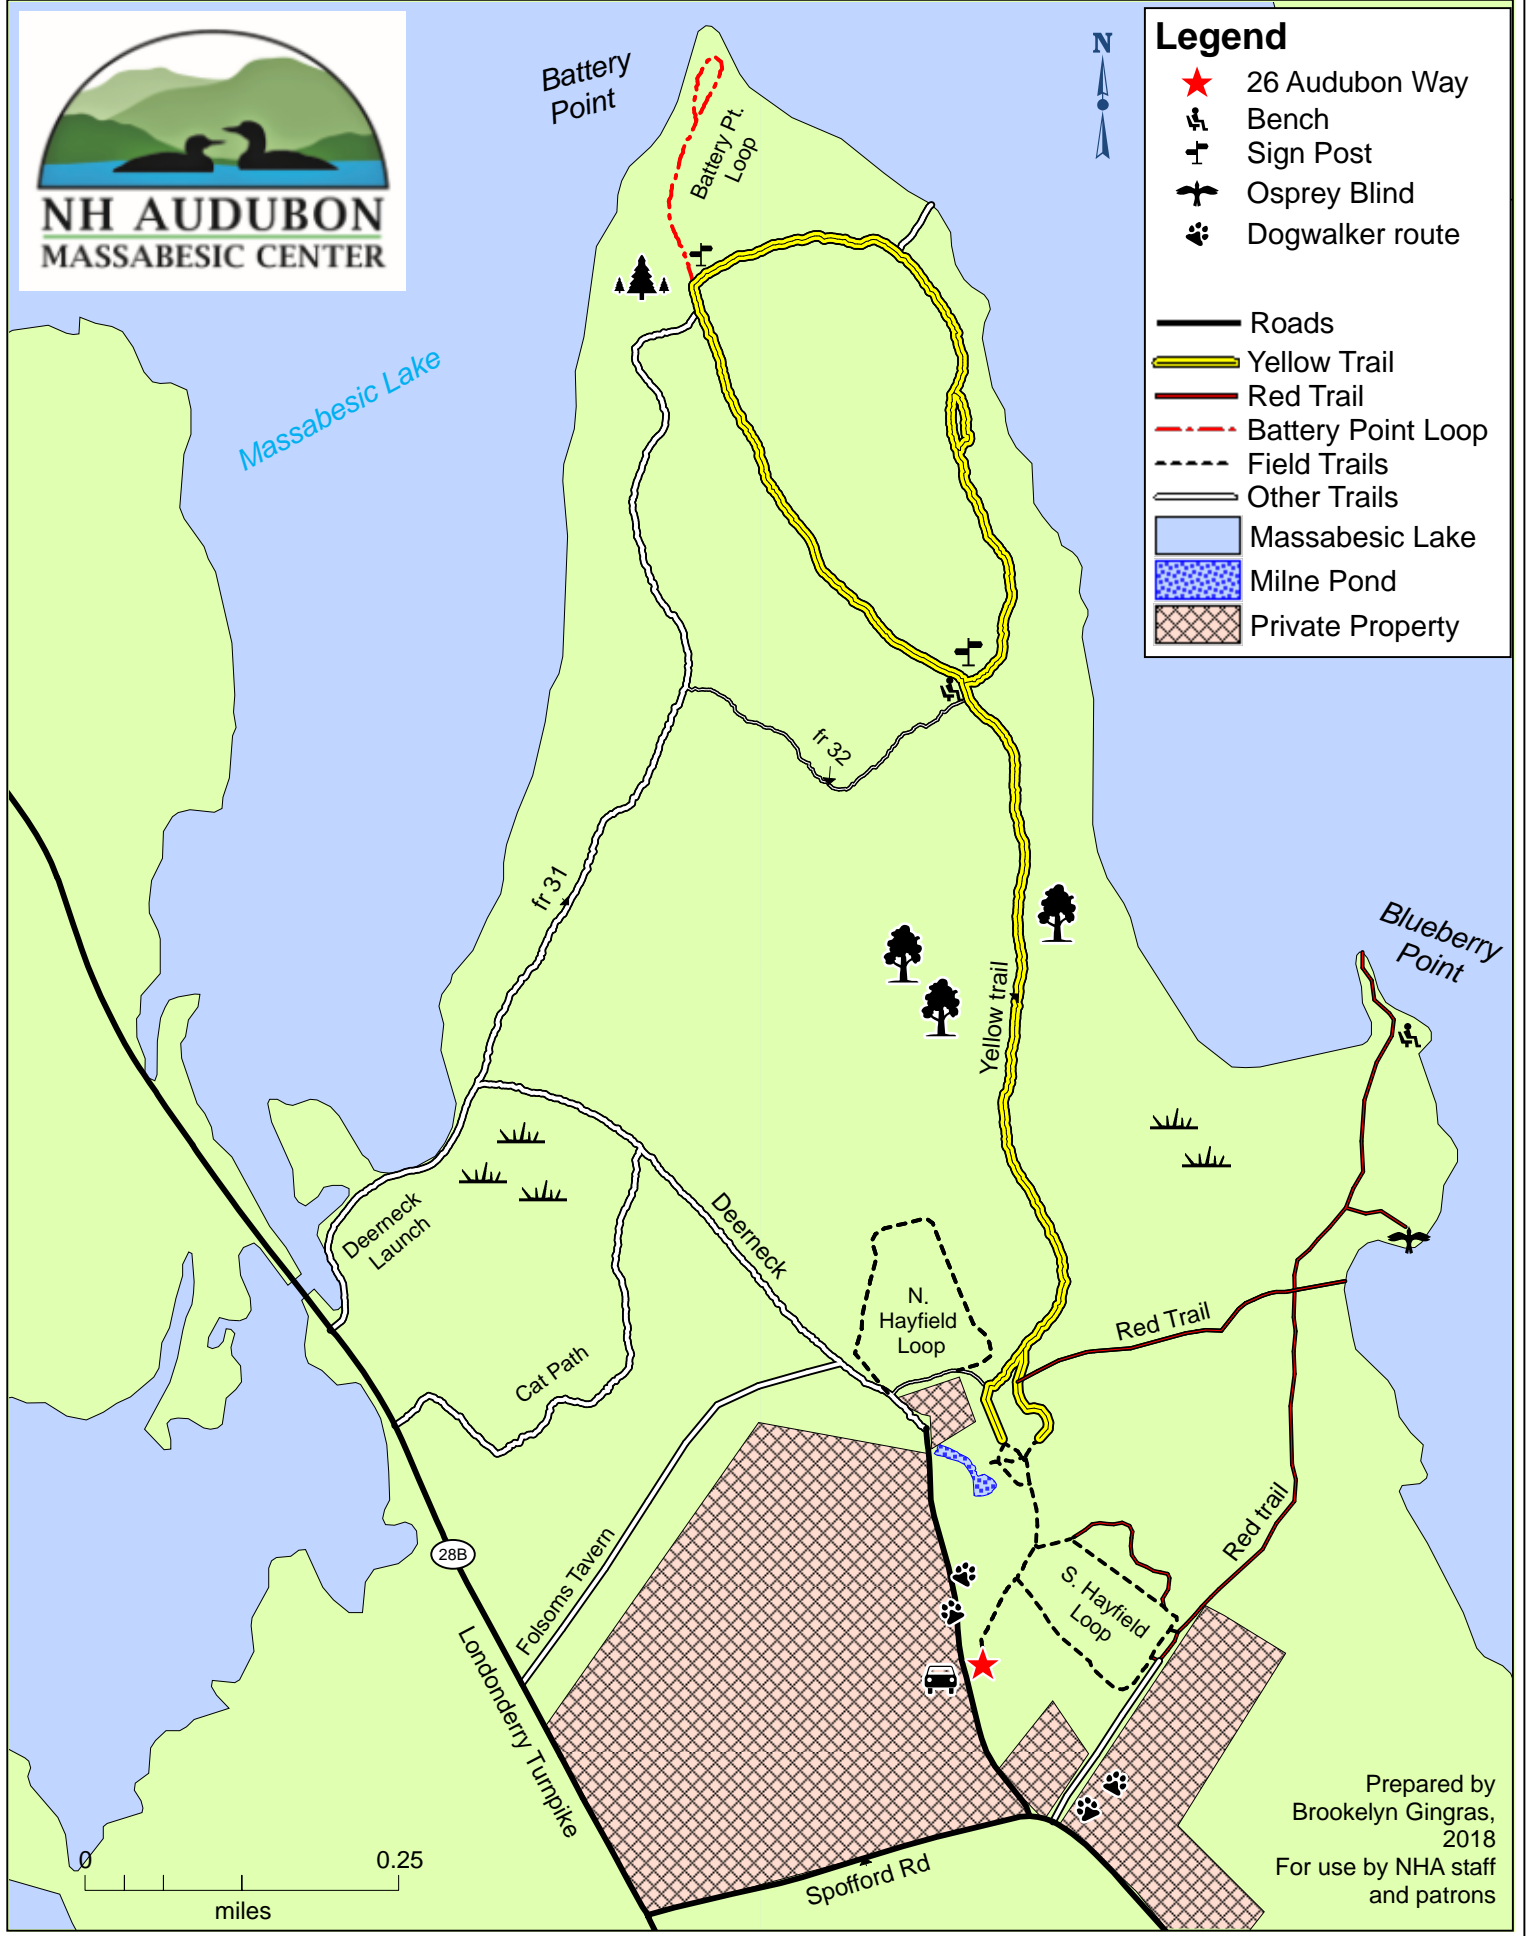 NH AUDUBON
MASSABESIC CENTER
Battery
Point
N
Legend
26 Audubon Way
Bench
Sign Post
Osprey Blind
Dogwalker route
Roads
Yellow Trail
Red Trail
Battery Point Loop
Field Trails
Other Trails
Massabesic Lake
Milne Pond
Private Property
Battery Pt.
Loop
Massabesic Lake
fr 32
fr 31
Blueberry
Point
Yellow trail
Deerneck
Launch
Deerneck
N.
Hayfield
Loop
Red Trail
Cat Path
Red trail
28B
Folsoms Tavern
S. Hayfield
Loop
Londonderry Turnpike
Spofford Rd
0
0.25
miles
Prepared by
Brookelyn Gingras,
2018
For use by NHA staff
and patrons